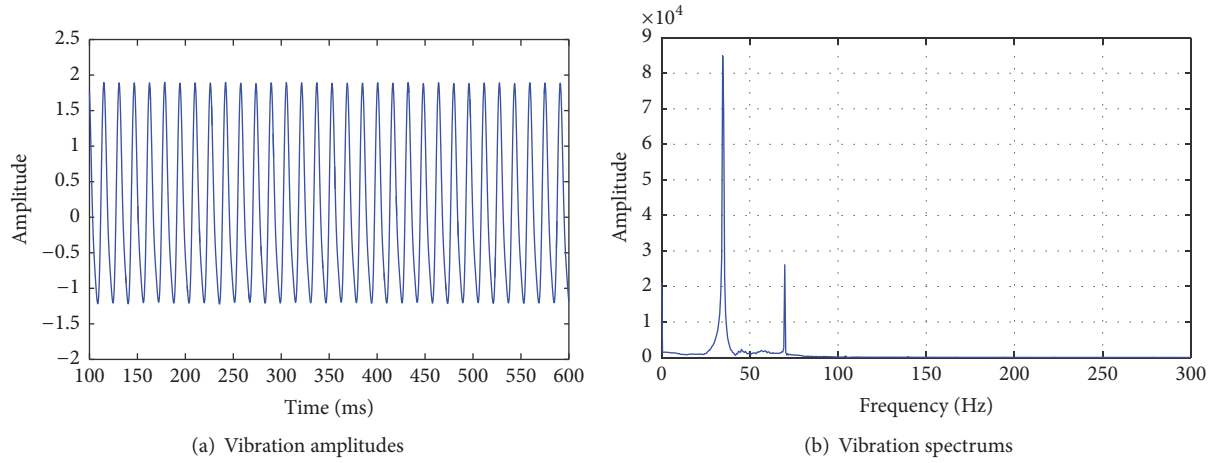 2.5
2
1.5
1
0.5
0
−0.5
−1
−1.5
−2
Amplitude
100 150 200 250 300 350 400 450 500 550 600
Time (ms)
(a) Vibration amplitudes
×10⁴
9
8
7
6
5
4
3
2
1
0
Amplitude
0 50 100 150 200 250 300
Frequency (Hz)
(b) Vibration spectrums